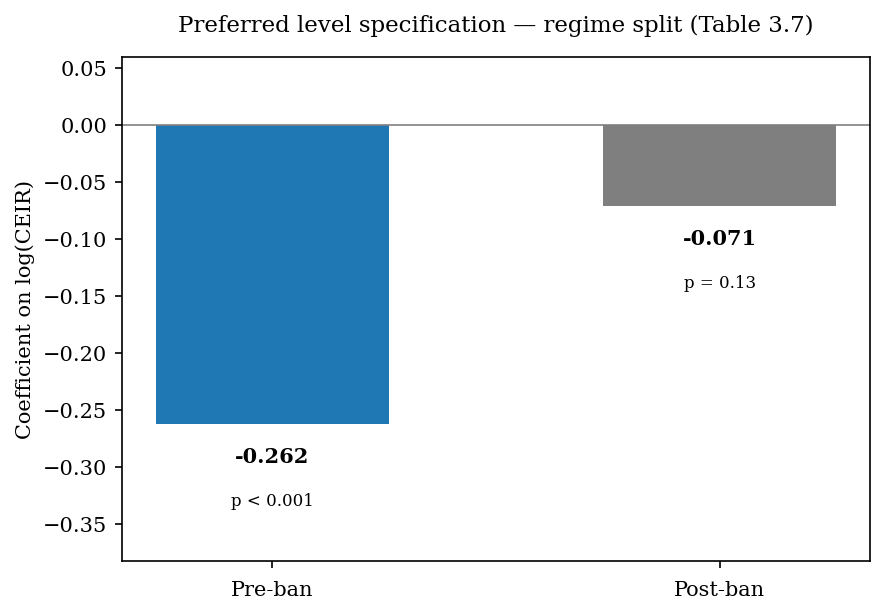 Preferred level specification — regime split (Table 3.7)
Coefficient on log(CEIR)
0.05
0.00
−0.05
−0.10
−0.15
−0.20
−0.25
−0.30
−0.35
-0.262
p < 0.001
-0.071
p = 0.13
Pre-ban
Post-ban